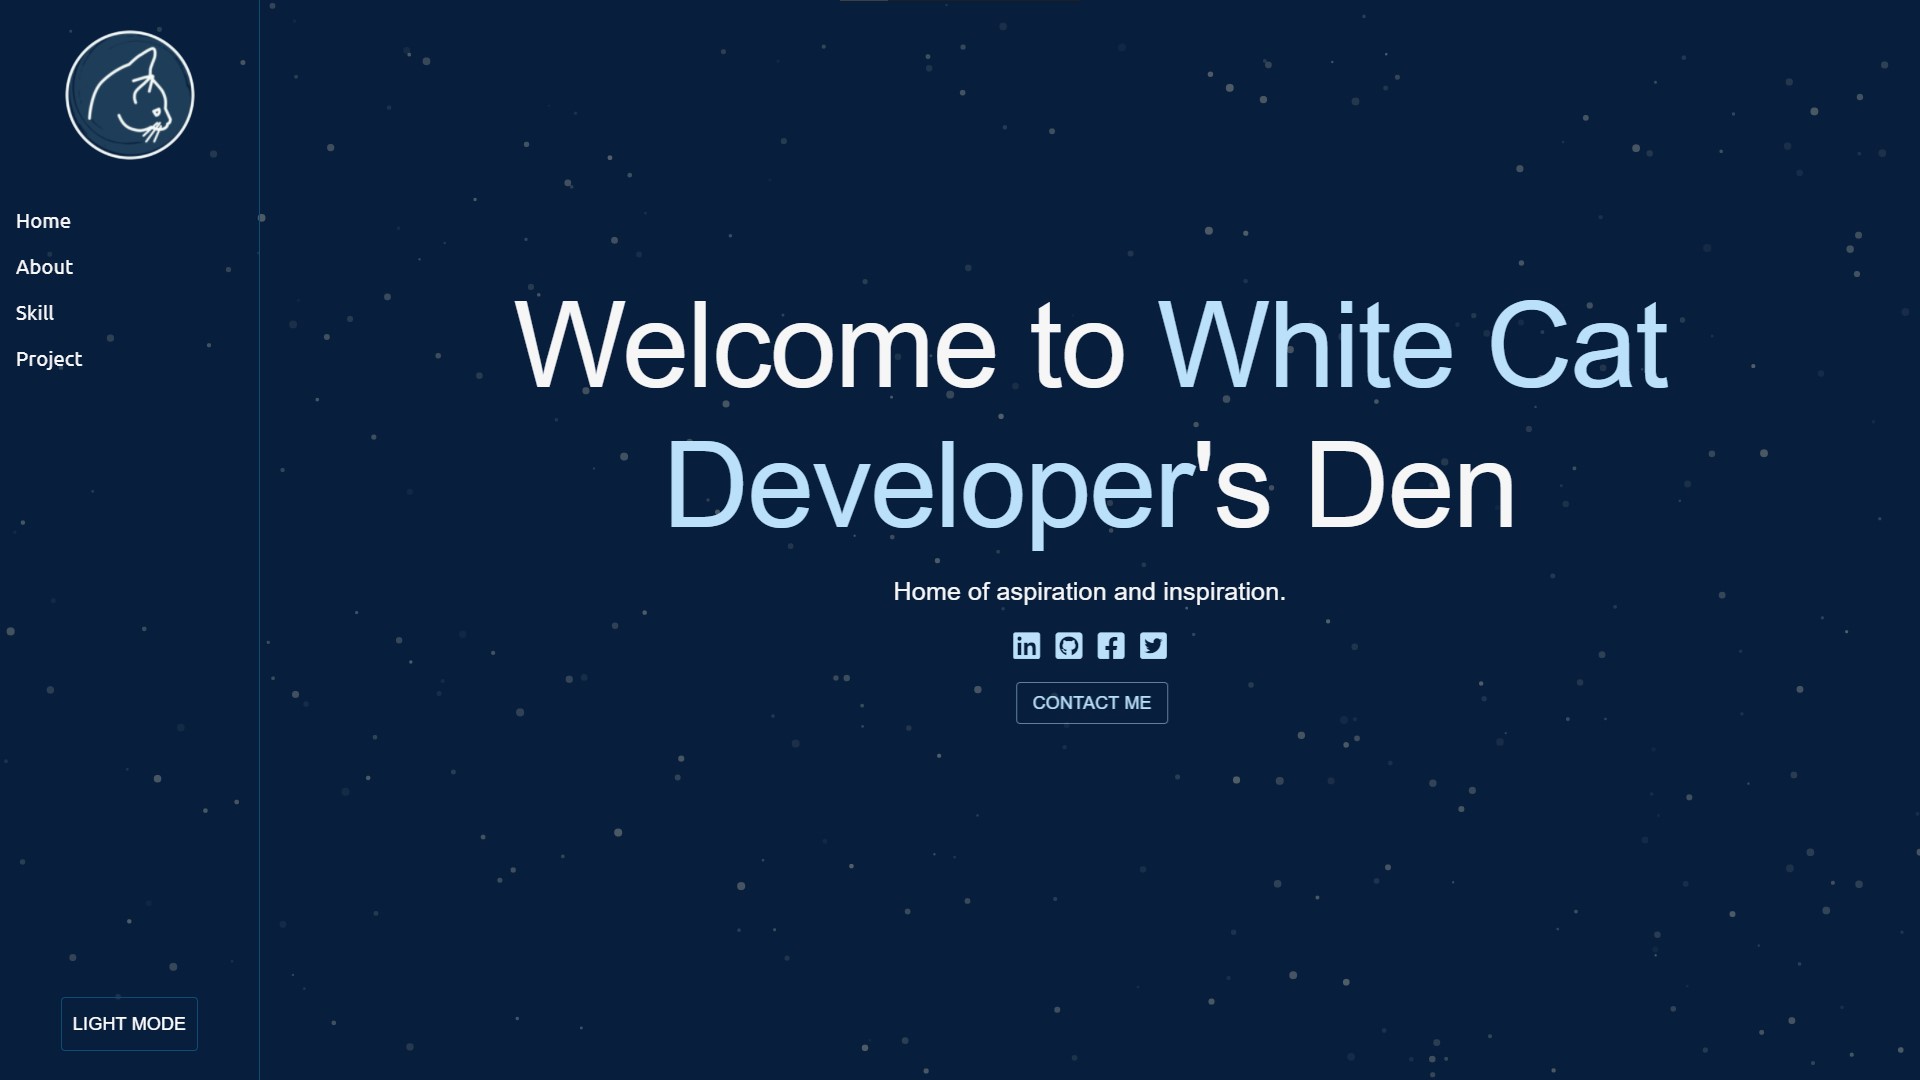 Home
About
Skill
Project
Welcome to White Cat
Developer's Den
Home of aspiration and inspiration.
CONTACT ME
LIGHT MODE